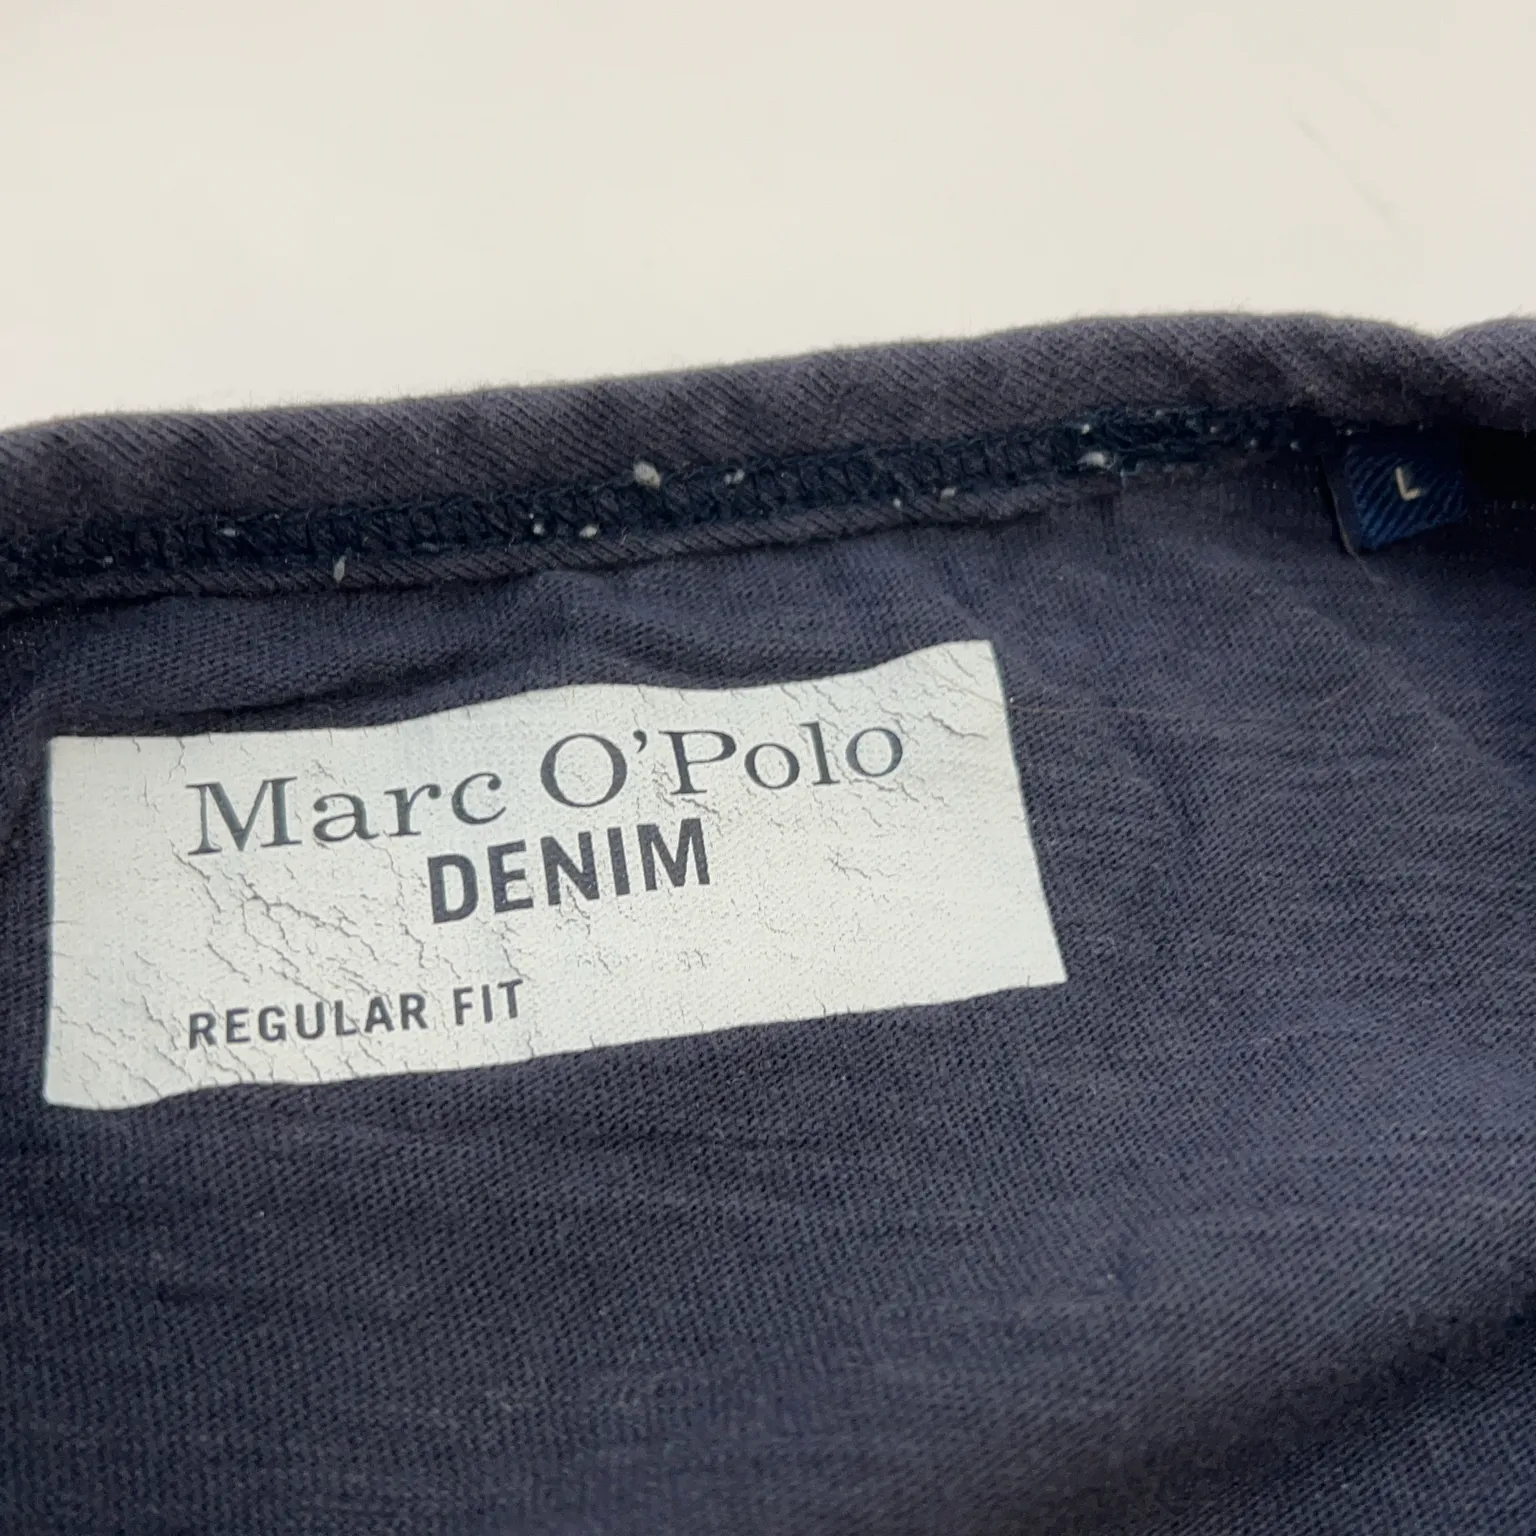 L
Marc O'Polo
DENIM
REGULAR FIT